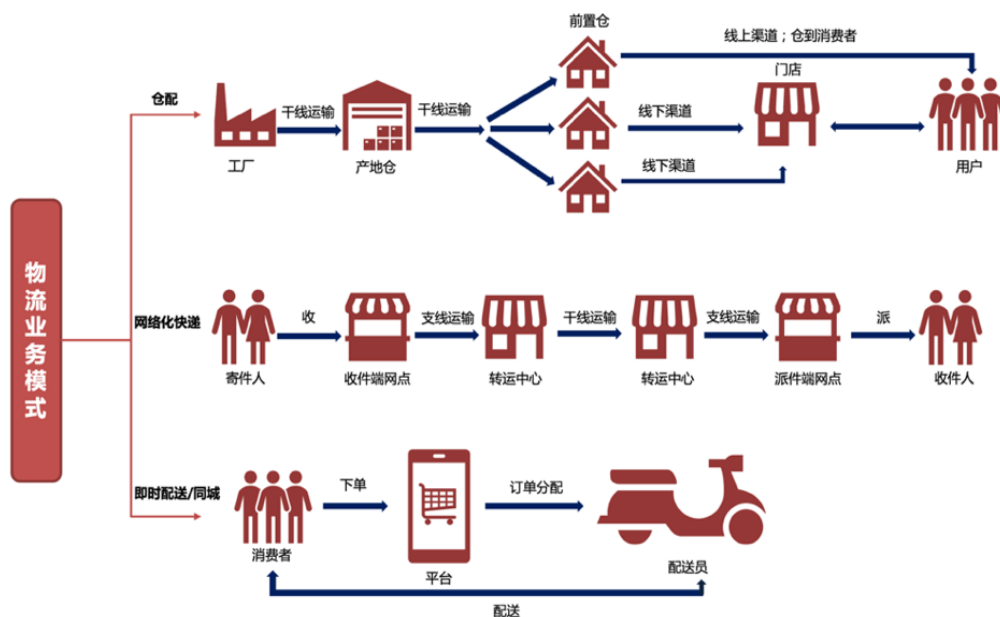 物流业务模式
仓配
工厂
干线运输
产地仓
干线运输
前置仓
线上渠道；仓到消费者
线下渠道
线下渠道
门店
用户
网络化快递
寄件人
收
收件端网点
支线运输
转运中心
干线运输
转运中心
支线运输
派件端网点
派
收件人
即时配送/同城
消费者
下单
平台
订单分配
配送员
配送